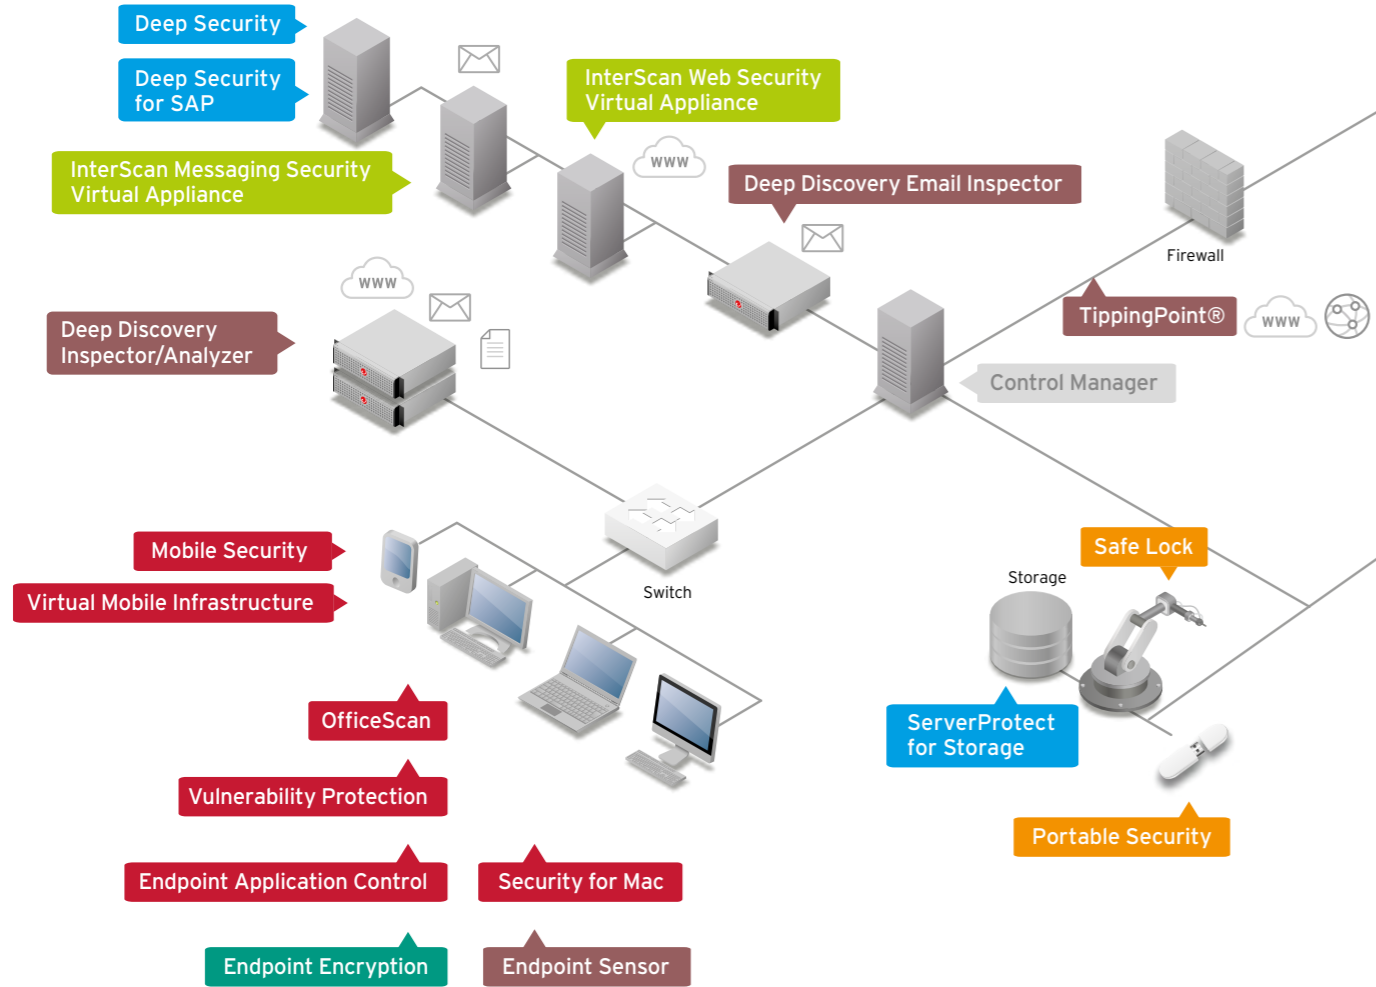 Deep Security
Deep Security
for SAP
InterScan Web Security
Virtual Appliance
InterScan Messaging Security
Virtual Appliance
WWW
Deep Discovery Email Inspector
Firewall
WWW
Deep Discovery
Inspector/Analyzer
TippingPoint®
WWW
Control Manager
Mobile Security
Virtual Mobile Infrastructure
Switch
Safe Lock
Storage
OfficeScan
ServerProtect
for Storage
Vulnerability Protection
Portable Security
Endpoint Application Control
Security for Mac
Endpoint Encryption
Endpoint Sensor